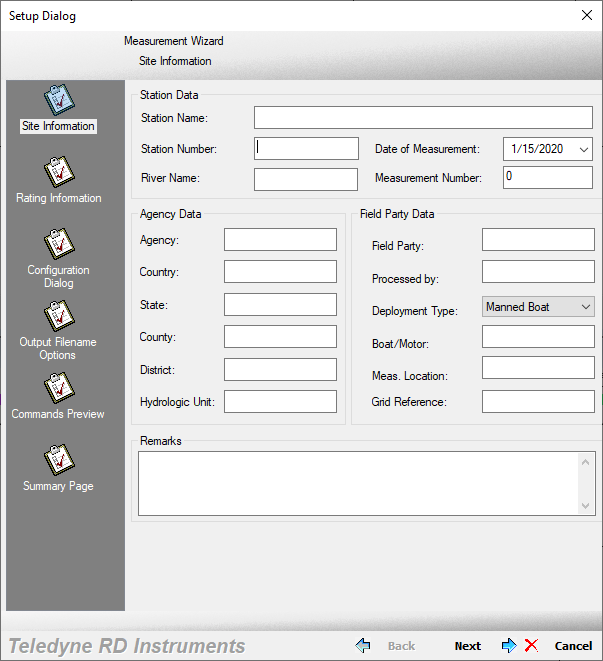 Setup Dialog
Measurement Wizard
Site Information
Site Information
Rating Information
Configuration
Dialog
Output Filename
Options
Commands Preview
Summary Page
Station Data
Station Name:
Station Number:
Date of Measurement: 1/15/2020
River Name:
Measurement Number: 0
Agency Data
Agency:
Country:
State:
County:
District:
Hydrologic Unit:
Field Party Data
Field Party:
Processed by:
Deployment Type: Manned Boat
Boat/Motor:
Meas. Location:
Grid Reference:
Remarks
Teledyne RD Instruments
Back Next Cancel